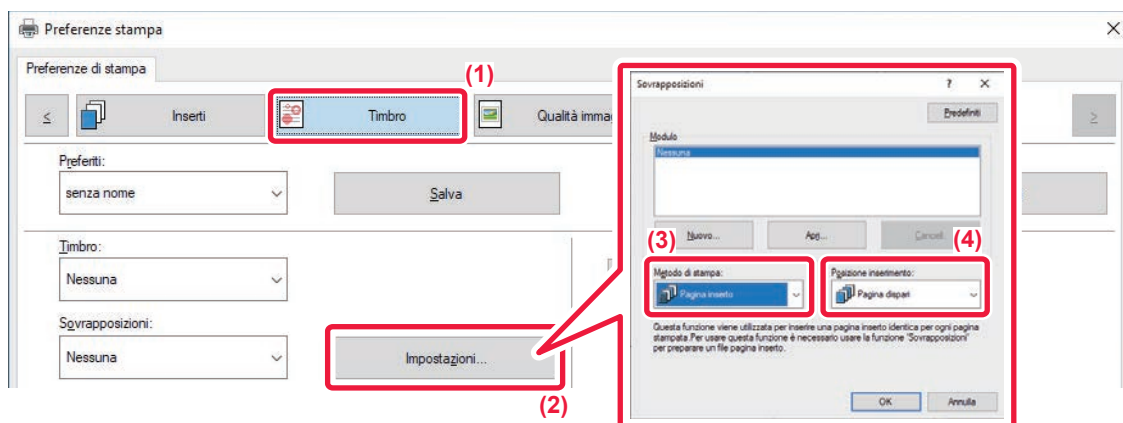 Preferenze stampa
Preferenze di stampa
(1)
≤
Inserti
Timbro
Qualità imma
≥
Preferiti:
senza nome
Salva
Timbro:
Nessuna
Sovrapposizioni:
Nessuna
Impostazioni...
(2)
Sovrapposizioni
?
Predefiniti
Modulo
Nessuna
Nuovo...
Apri...
(3)
(4)
Metodo di stampa:
Posizione inserimento:
Pagina inserto
Pagina dispari
Questa funzione viene utilizzata per inserire una pagina inserto identica per ogni pagina
stampata.Per usare questa funzione è necessario usare la funzione "Sovrapposizioni"
per preparare un file pagina inserto.
OK
Annulla